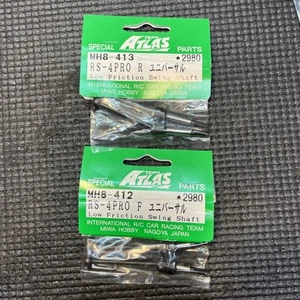 TEAM
SPECIAL ATLAS PARTS
MH8-413 ★2980
RS-4PRO R ユニバーサル
Low Friction Swing Shaft
INTERNATIONAL R/C CAR RACING TEAM
MIWA HOBBY NAGOYA JAPAN
TEAM
SPECIAL ATLAS PARTS
MH8-412 ★2980
RS-4PRO F ユニバーサル
Low Friction Swing Shaft
INTERNATIONAL R/C CAR RACING TEAM
MIWA HOBBY NAGOYA JAPAN